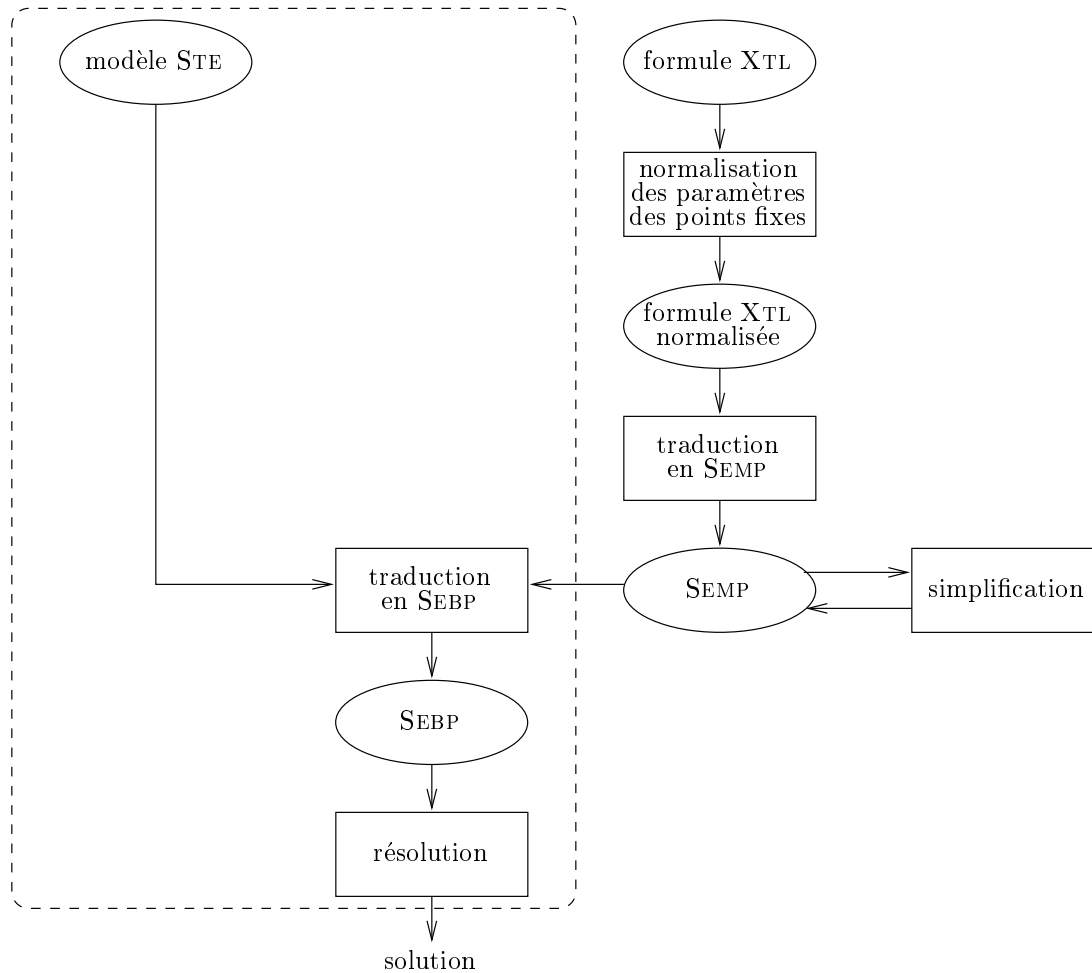 modèle STE
formule XTL
normalisation
des paramètres
des points fixes
formule XTL
normalisée
traduction
en SEMP
traduction
en SEBP
SEMP
simplification
SEBP
résolution
solution